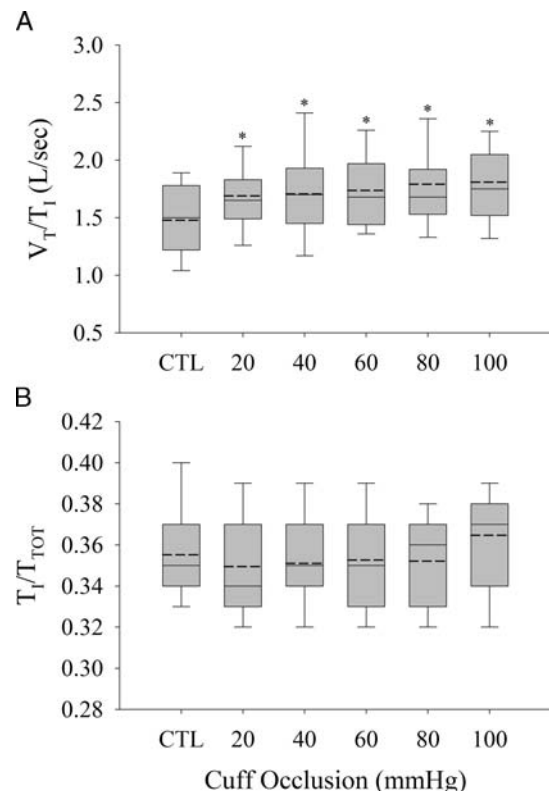 A
V_T/T_I (L/sec)
3.0
2.5
2.0
1.5
1.0
0.5
* * * * *
CTL 20 40 60 80 100
B
T_I/T_TOT
0.42
0.40
0.38
0.36
0.34
0.32
0.30
0.28
CTL 20 40 60 80 100
Cuff Occlusion (mmHg)